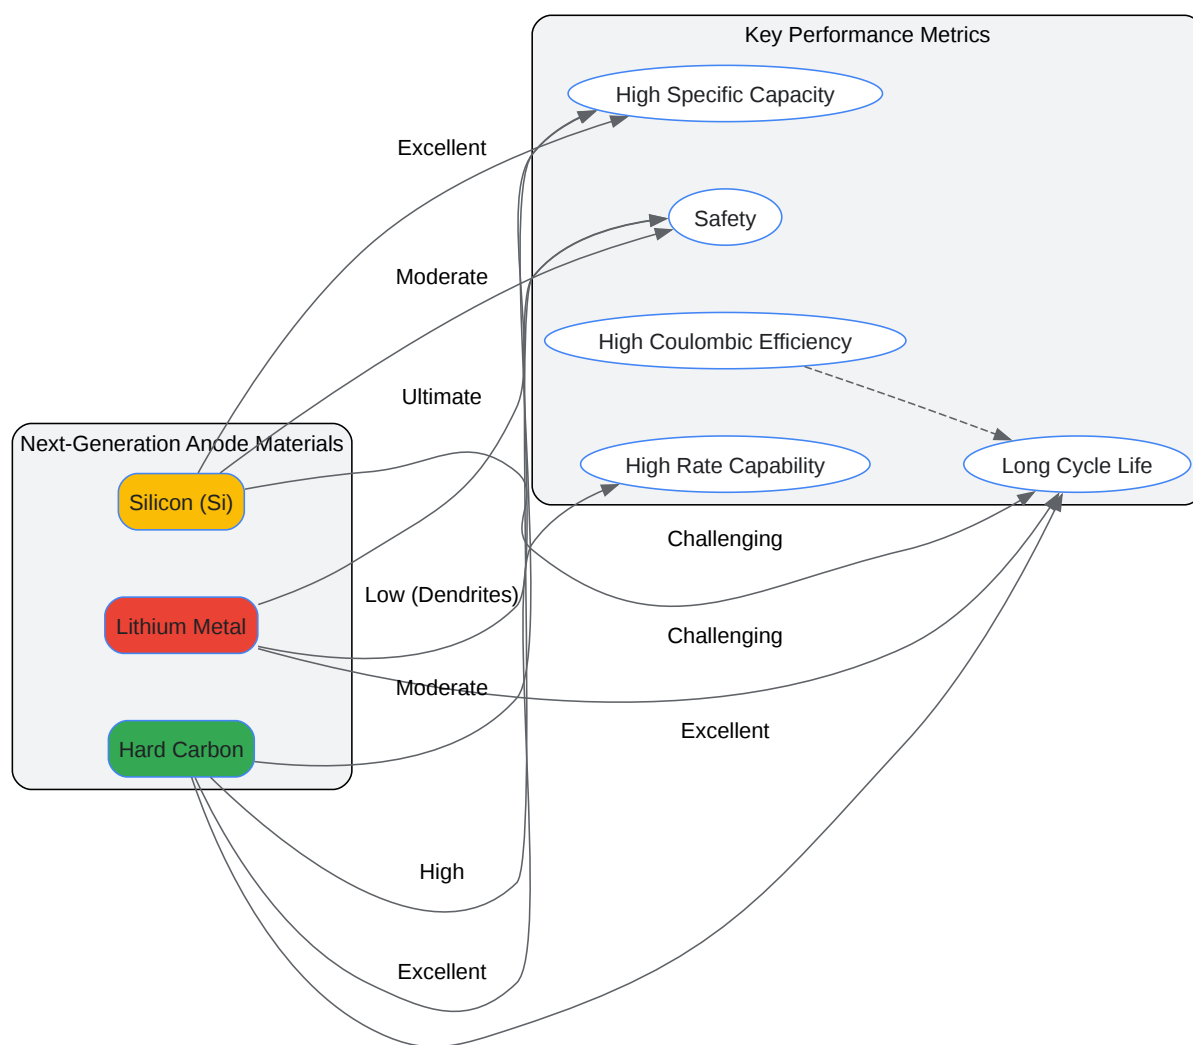 Key Performance Metrics
High Specific Capacity
Excellent
Safety
Moderate
High Coulombic Efficiency
Ultimate
Next-Generation Anode Materials
High Rate Capability
Long Cycle Life
Silicon (Si)
Challenging
Low (Dendrites)
Lithium Metal
Challenging
Moderate
Excellent
Hard Carbon
High
Excellent